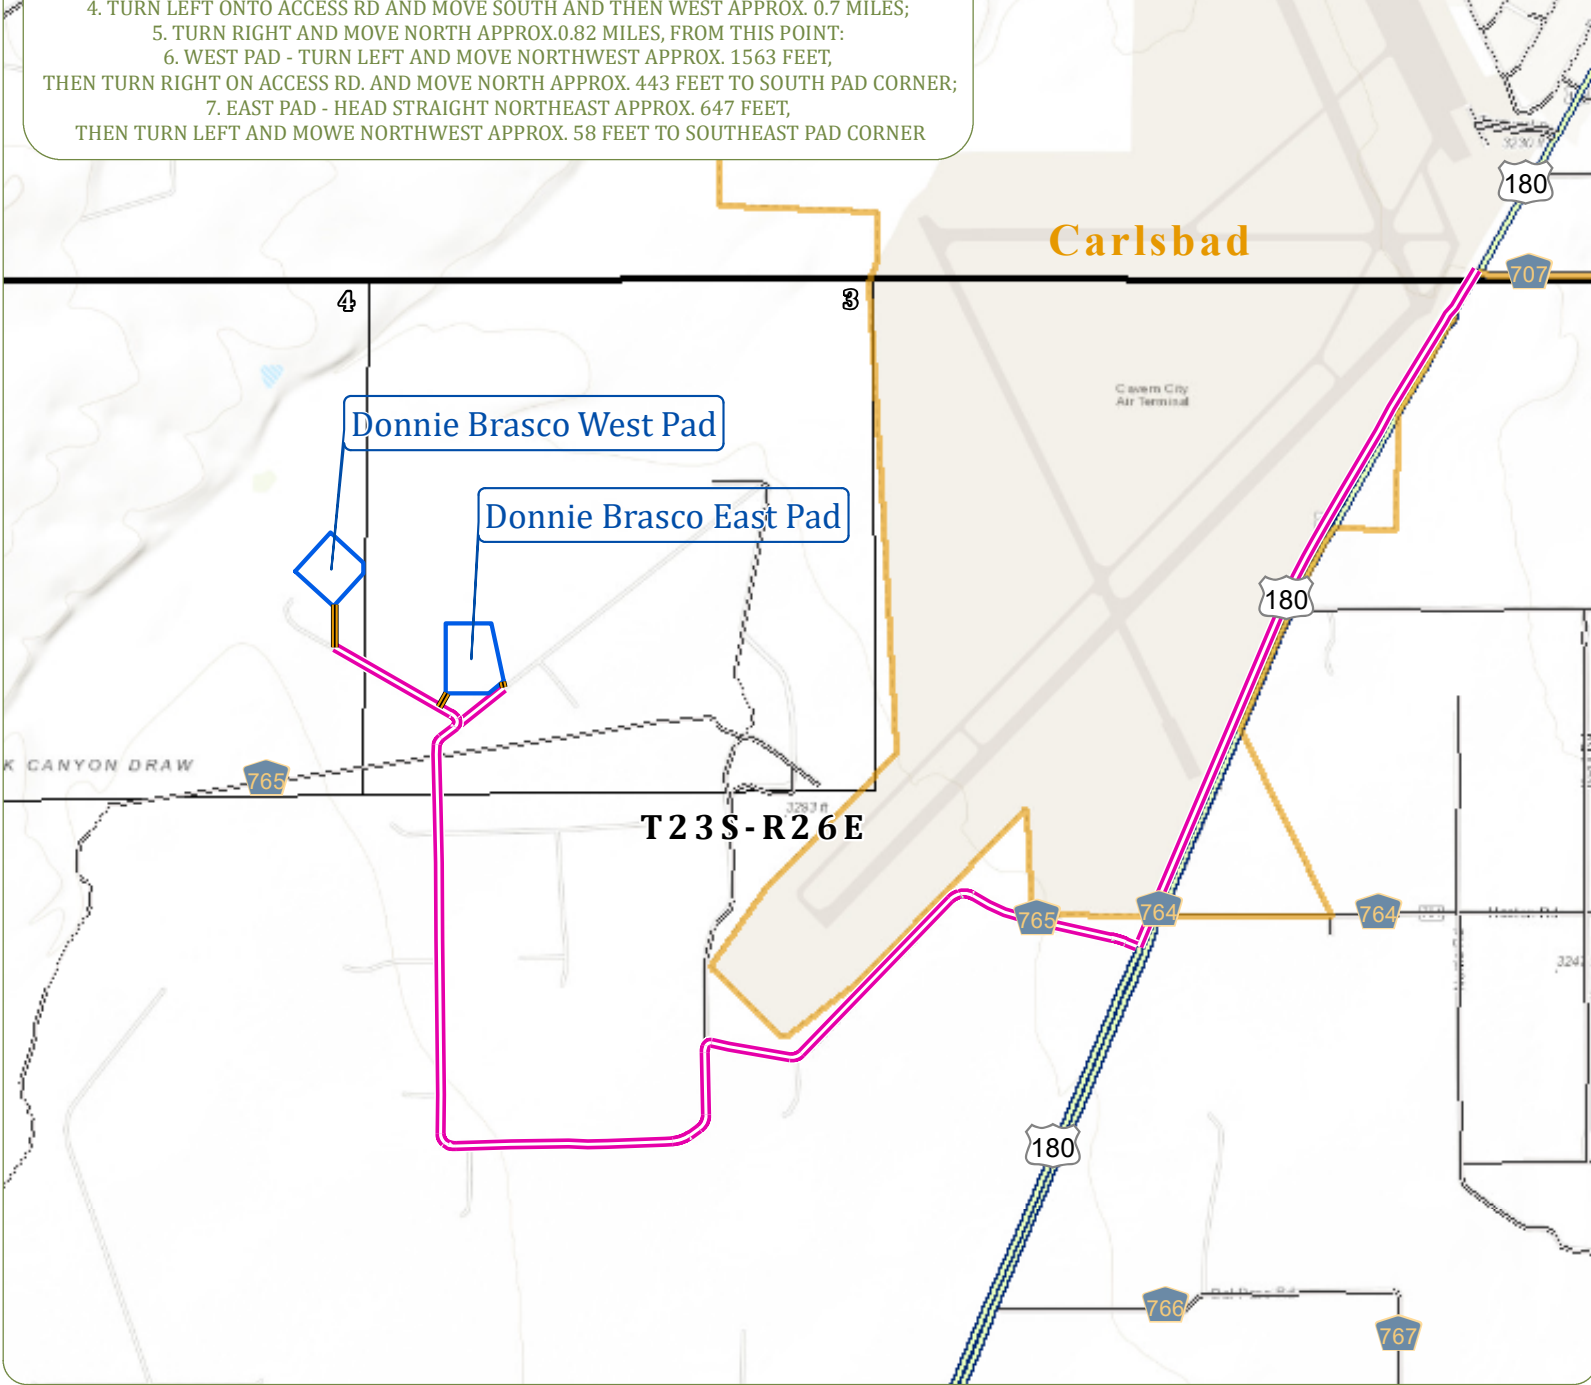 4. TURN LEFT ONTO ACCESS RD AND MOVE SOUTH AND THEN WEST APPROX. 0.7 MILES;
5. TURN RIGHT AND MOVE NORTH APPROX.0.82 MILES, FROM THIS POINT:
6. WEST PAD - TURN LEFT AND MOVE NORTHWEST APPROX. 1563 FEET,
THEN TURN RIGHT ON ACCESS RD. AND MOVE NORTH APPROX. 443 FEET TO SOUTH PAD CORNER;
7. EAST PAD - HEAD STRAIGHT NORTHEAST APPROX. 647 FEET,
THEN TURN LEFT AND MOWE NORTHWEST APPROX. 58 FEET TO SOUTHEAST PAD CORNER
3230 ft
180
Carlsbad
707
4
3
Cavern City
Air Terminal
Donnie Brasco West Pad
Donnie Brasco East Pad
180
K CANYON DRAW
765
3293 ft
T23S-R26E
765
764
764
324
180
766
767